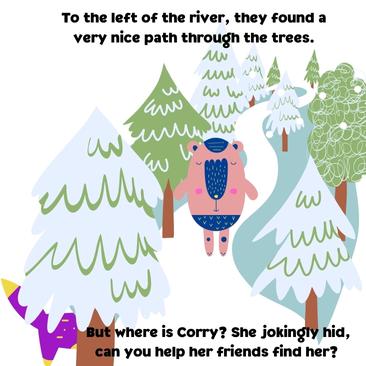 To the left of the river, they found a
very nice path through the trees.
But where is Corry? She jokingly hid,
can you help her friends find her?